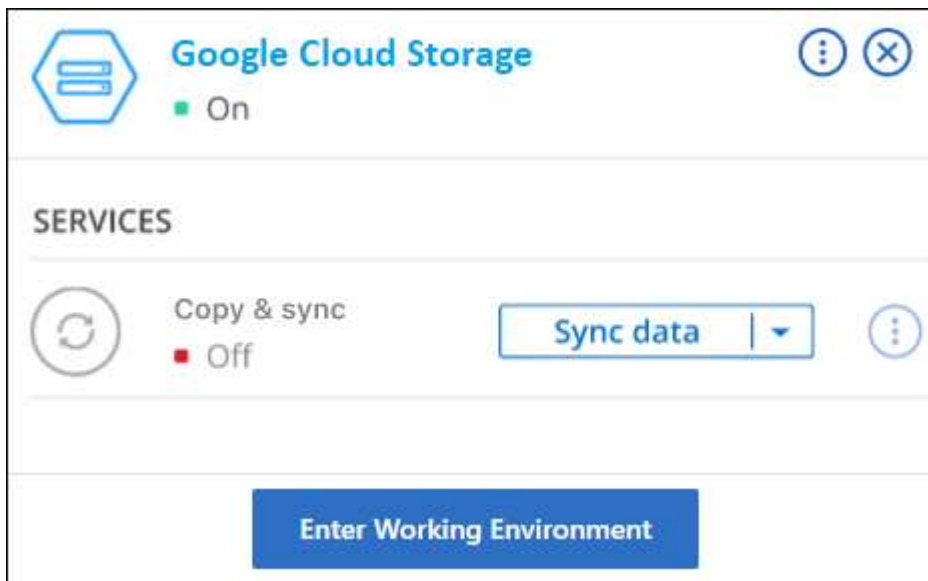 Google Cloud Storage
On
SERVICES
Copy & sync
Off
Sync data
Enter Working Environment